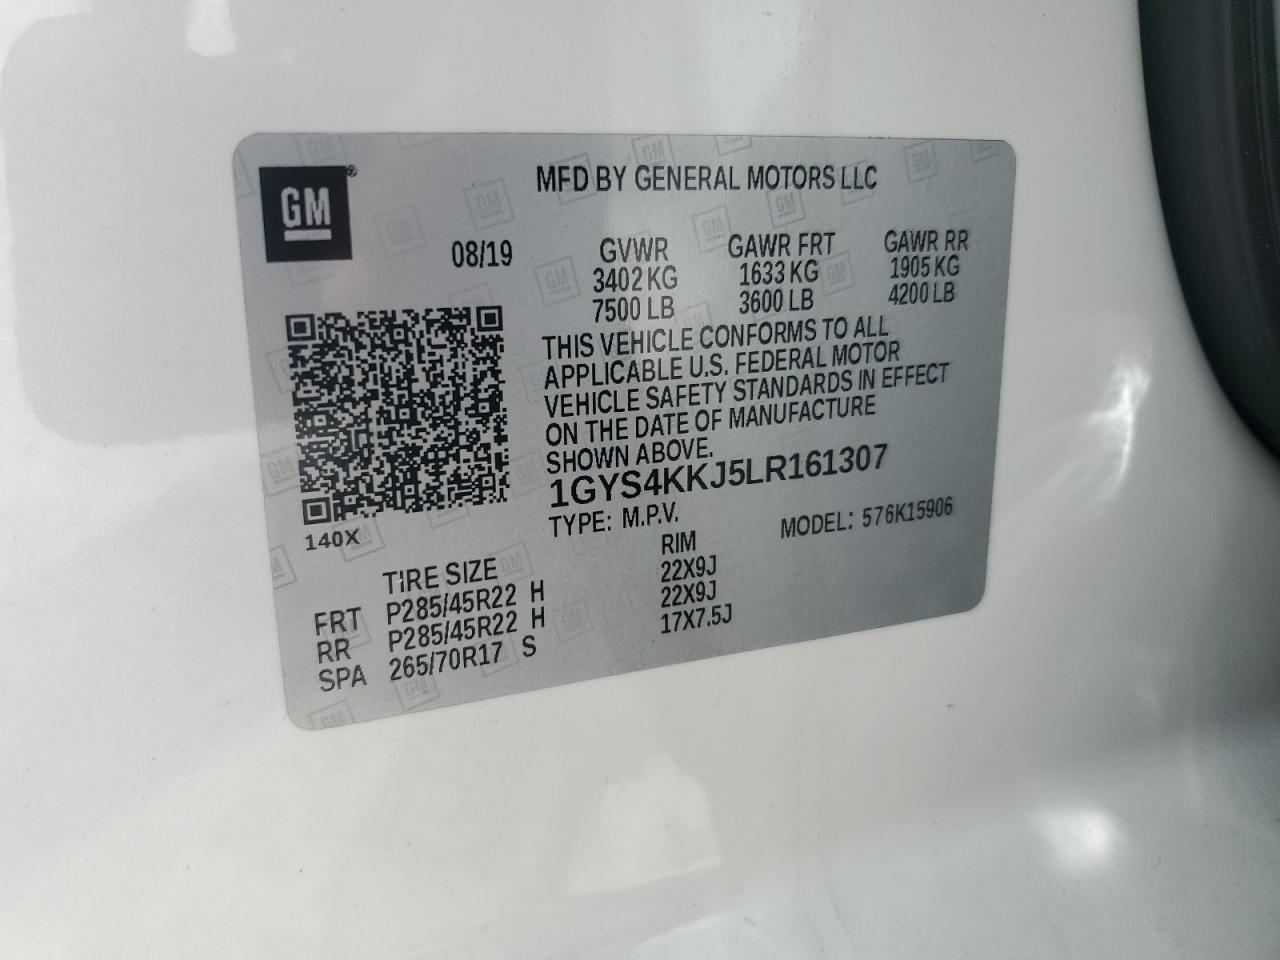 GM
MFD BY GENERAL MOTORS LLC
08/19
GVWR GAWR FRT GAWR RR
3402 KG 1633 KG 1905 KG
7500 LB 3600 LB 4200 LB
THIS VEHICLE CONFORMS TO ALL
APPLICABLE U.S. FEDERAL MOTOR
VEHICLE SAFETY STANDARDS IN EFFECT
ON THE DATE OF MANUFACTURE
SHOWN ABOVE.
1GYS4KKJ5LR161307
TYPE: M.P.V. MODEL: 576K15906
140X
TIRE SIZE RIM
FRT P285/45R22 H 22X9J
RR P285/45R22 H 22X9J
SPA 265/70R17 S 17X7.5J